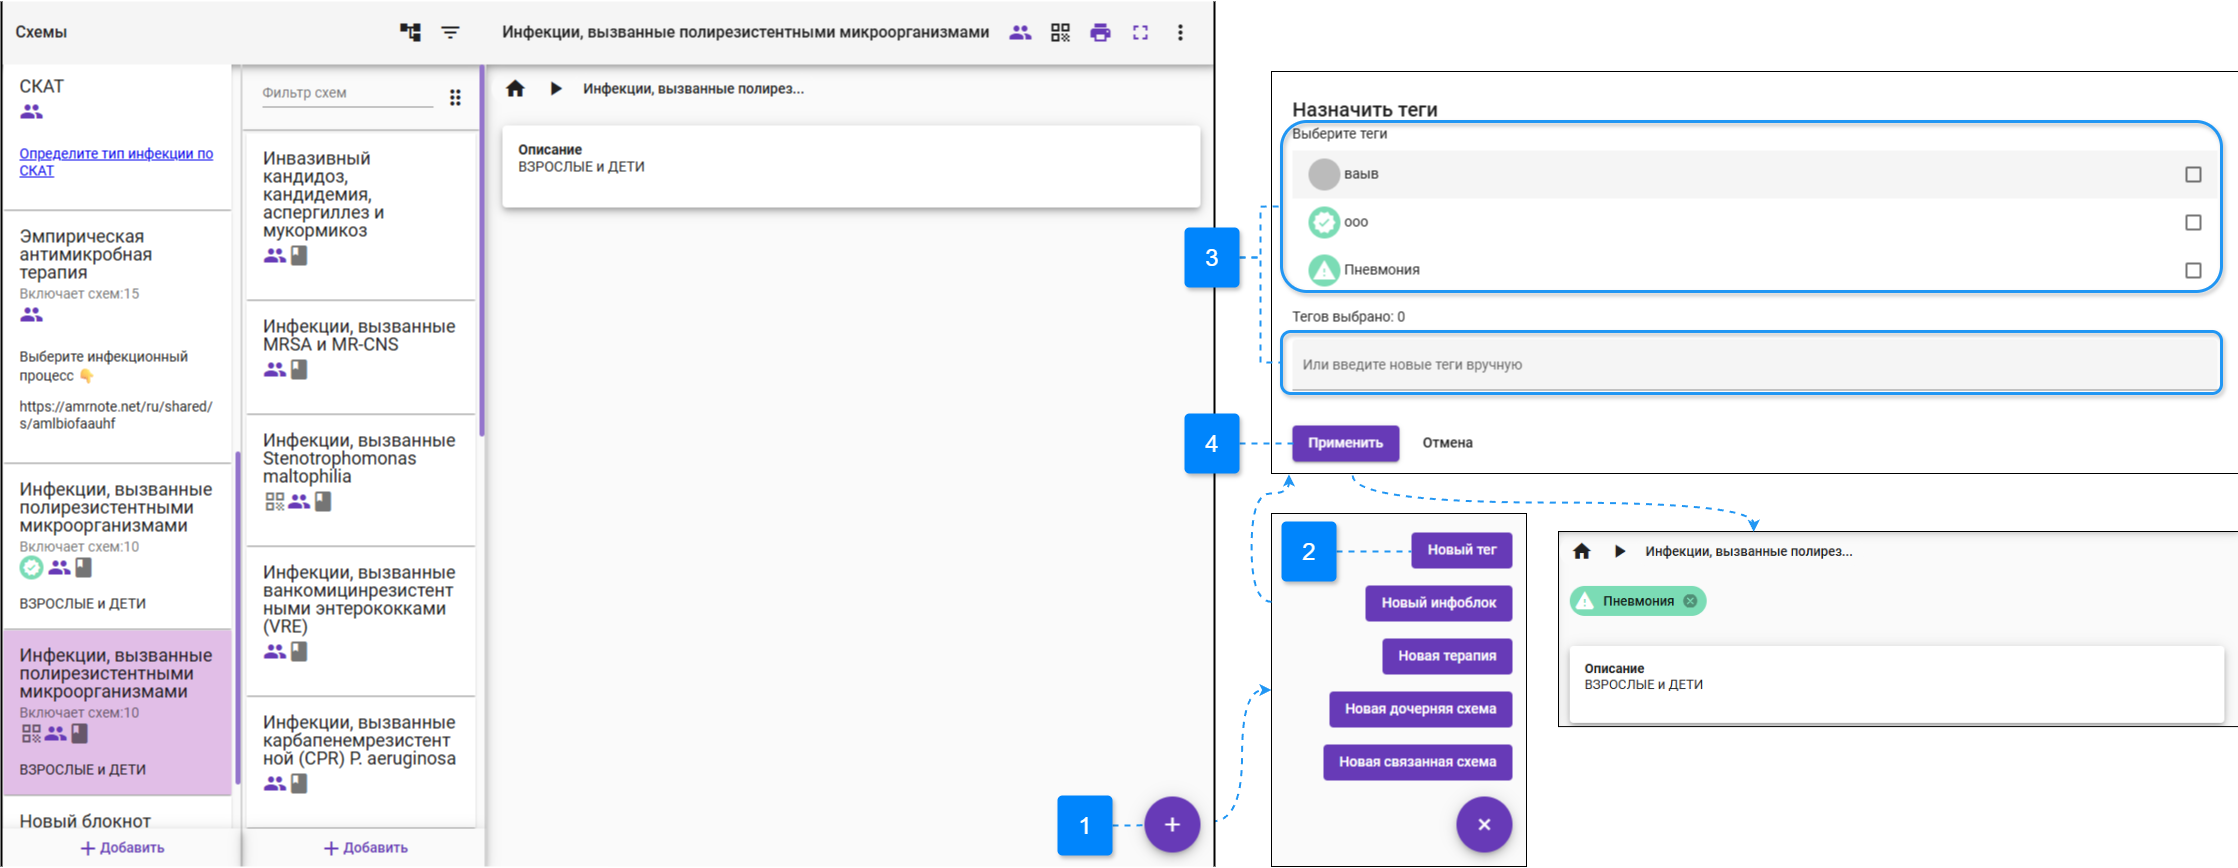 Схемы
Инфекции, вызванные полирезистентными микроорганизмами
СКАТ
Определите тип инфекции по
СКАТ
Эмпирическая
антимикробная
терапия
Включает схем:15
Выберите инфекционный
процесс 👇
https://amrnote.net/ru/shared/
s/amlbiofaauhf
Инфекции, вызванные
полирезистентными
микроорганизмами
Включает схем:10
ВЗРОСЛЫЕ и ДЕТИ
Инфекции, вызванные
полирезистентными
микроорганизмами
Включает схем:10
ВЗРОСЛЫЕ и ДЕТИ
Новый блокнот
+ Добавить
Фильтр схем
Инвазивный
кандидоз,
кандидемия,
аспергиллез и
мукормикоз
Инфекции, вызванные
MRSA и MR-CNS
Инфекции, вызванные
Stenotrophomonas
maltophilia
Инфекции, вызванные
ванкомицинрезистент
ными энтерококками
(VRE)
Инфекции, вызванные
карбапенемрезистент
ной (CPR) P. aeruginosa
+ Добавить
Инфекции, вызванные полирез...
Описание
ВЗРОСЛЫЕ и ДЕТИ
1
+
Назначить теги
Выберите теги
ваыв
ооо
Пневмония
3
Тегов выбрано: 0
Или введите новые теги вручную
4
Применить
Отмена
2
Новый тег
Новый инфоблок
Новая терапия
Новая дочерняя схема
Новая связанная схема
Инфекции, вызванные полирез...
Пневмония
Описание
ВЗРОСЛЫЕ и ДЕТИ